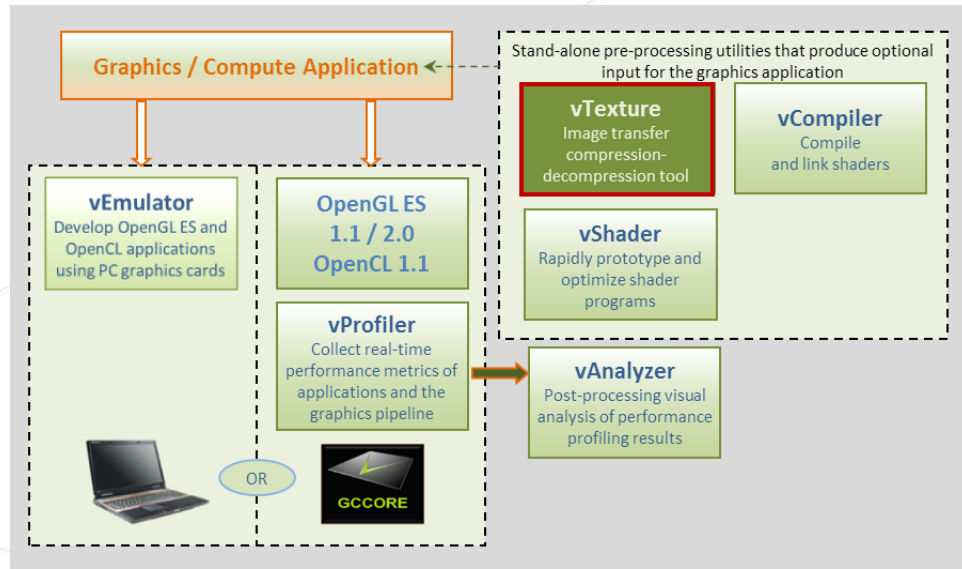 Graphics / Compute Application
Stand-alone pre-processing utilities that produce optional
input for the graphics application
vTexture
Image transfer
compression-
decompression tool
vCompiler
Compile
and link shaders
vShader
Rapidly prototype and
optimize shader
programs
vEmulator
Develop OpenGL ES and
OpenCL applications
using PC graphics cards
OpenGL ES
1.1 / 2.0
OpenCL 1.1
vProfiler
Collect real-time
performance metrics of
applications and the
graphics pipeline
vAnalyzer
Post-processing visual
analysis of performance
profiling results
OR
GCCORE